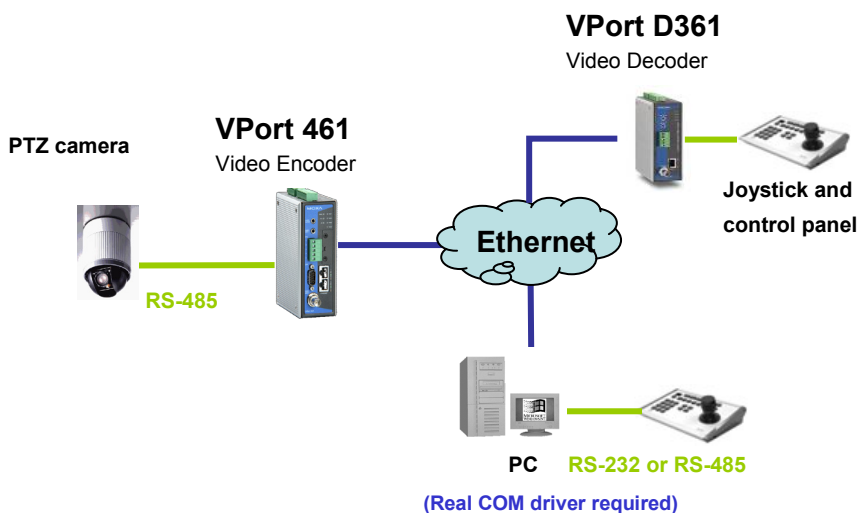 VPort D361
Video Decoder
VPort 461
Video Encoder
PTZ camera
Joystick and
control panel
Ethernet
RS-485
PC
RS-232 or RS-485
(Real COM driver required)